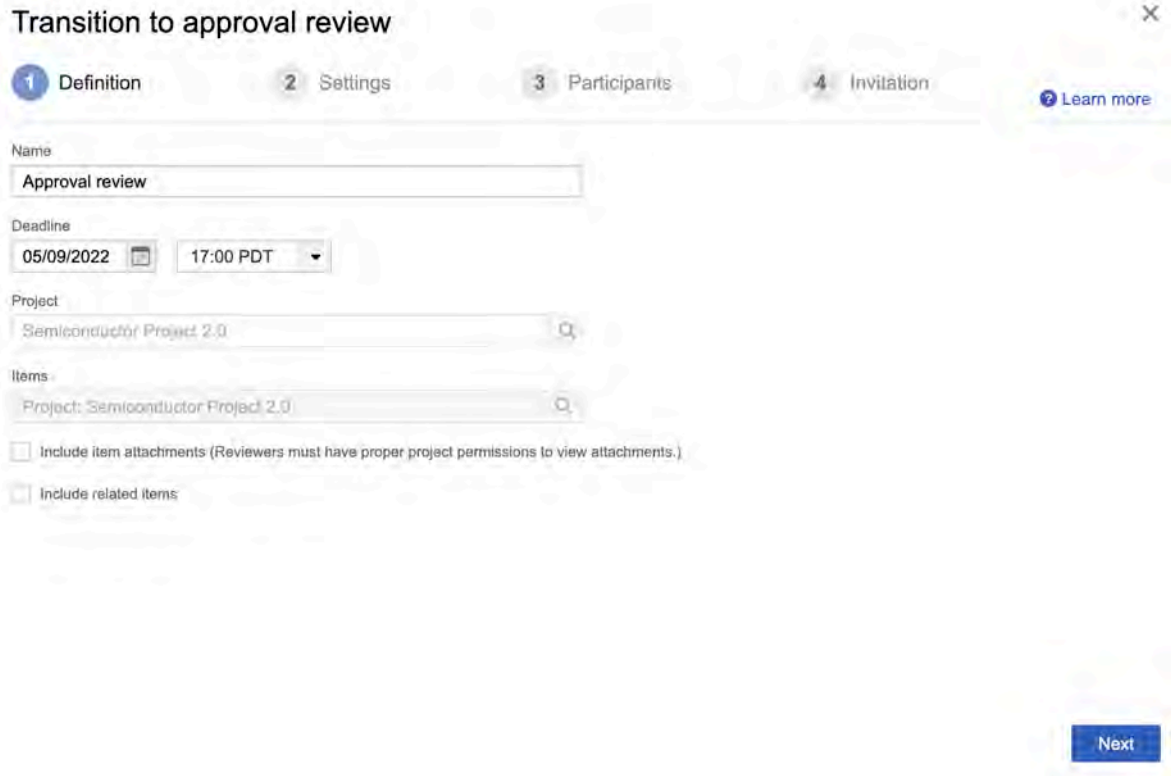 Transition to approval review
1 Definition 2 Settings 3 Participants 4 Invitation
? Learn more
Name
Approval review
Deadline
05/09/2022 17:00 PDT
Project
Semiconductor Project 2.0
Items
Project: Semiconductor Project 2.0
Include item attachments (Reviewers must have proper project permissions to view attachments.)
Include related items
Next